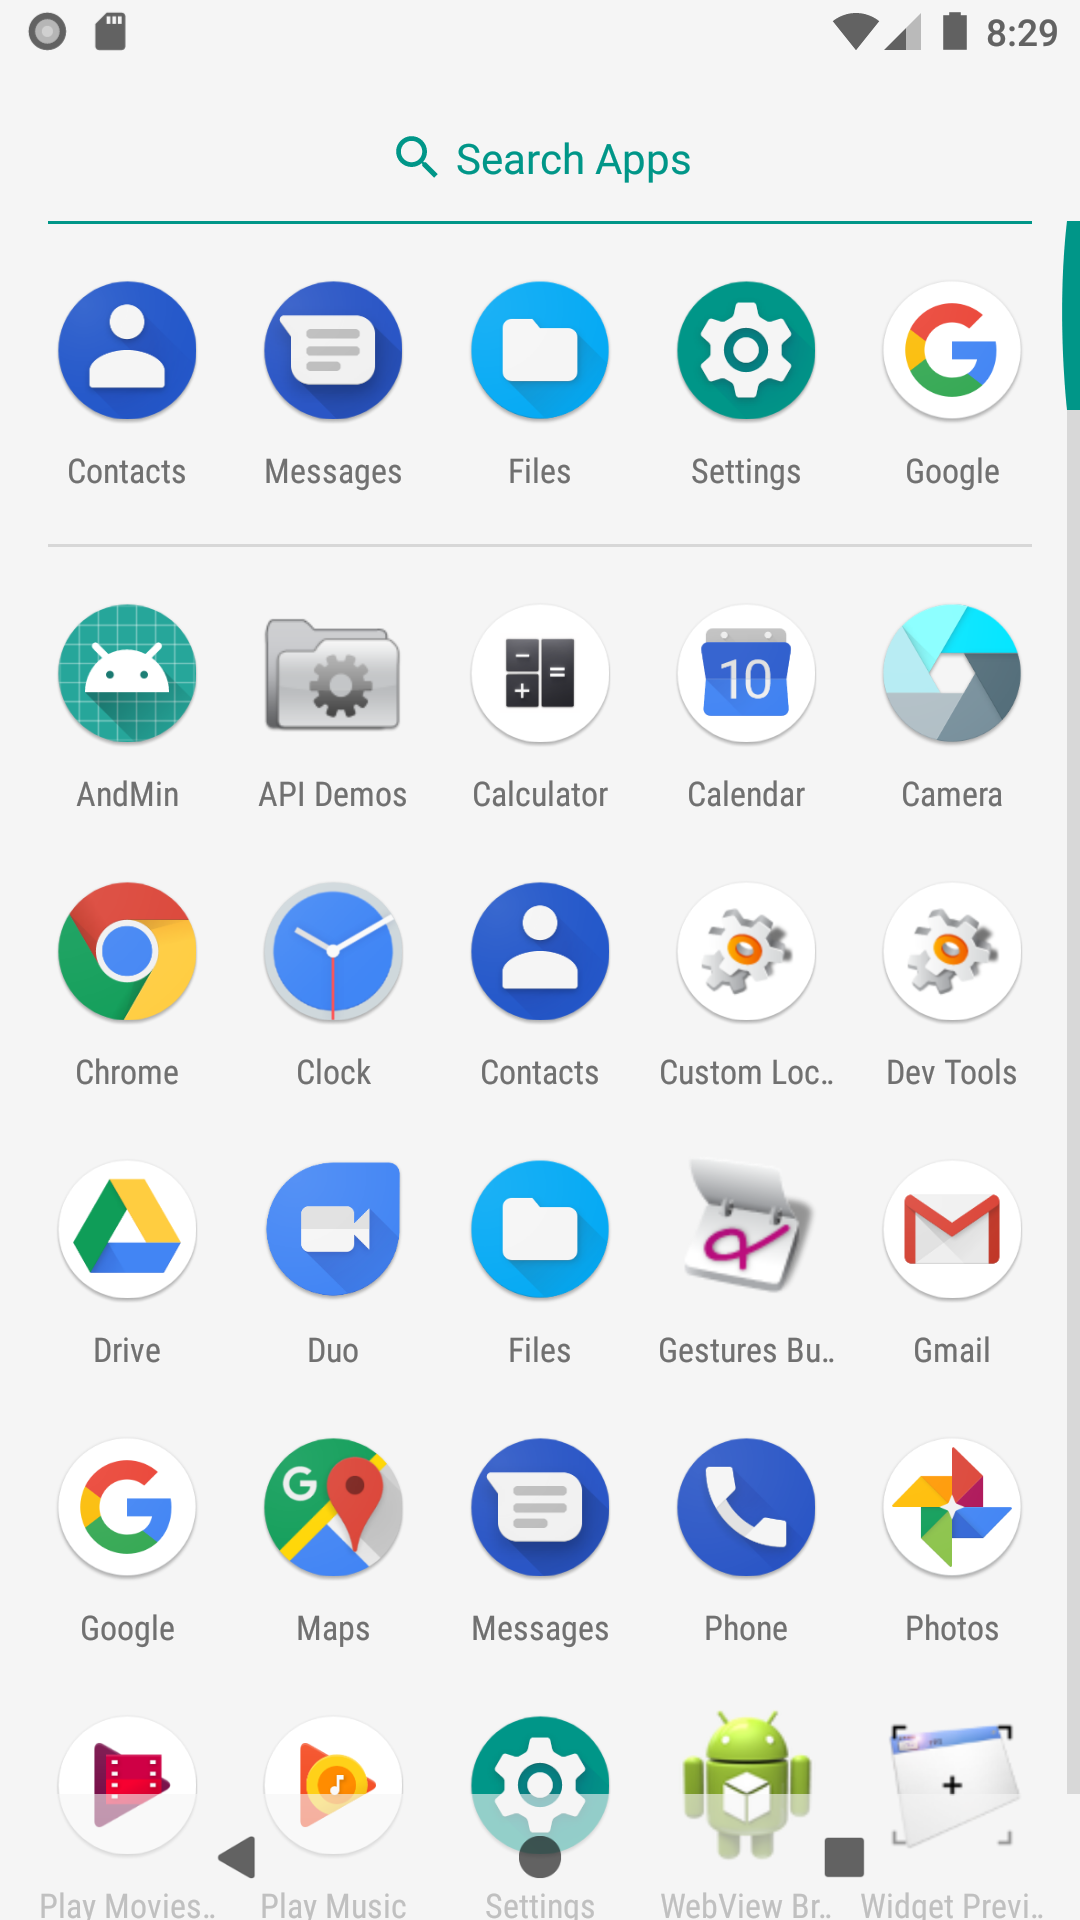 8:29
Search Apps
Contacts Messages Files Settings Google
AndMin API Demos Calculator Calendar Camera
10
Chrome Clock Contacts Custom Loc.. Dev Tools
Drive Duo Files Gestures Bu.. Gmail
Google Maps Messages Phone Photos
Play Movies.. Play Music Settings WebView Br.. Widget Previ..